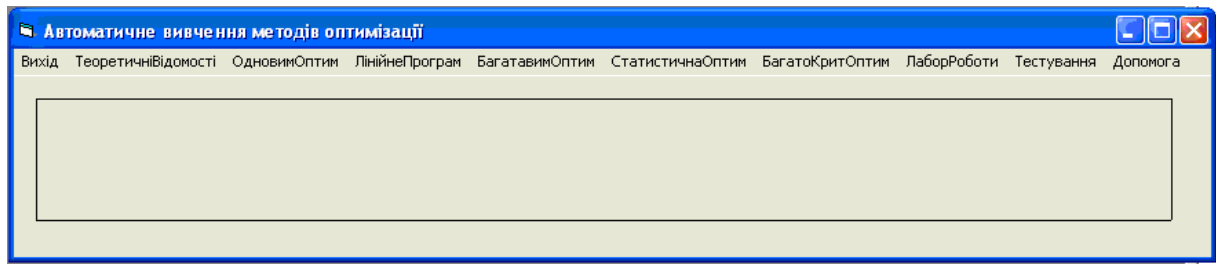 Автоматичне вивчення методів оптимізації
Вихід ТеоретичніВідомості ОдновимОптим ЛінійнеПрограм БагатавимОптим СтатистичнаОптим БагатоКритОптим ЛаборРоботи Тестування Допомога